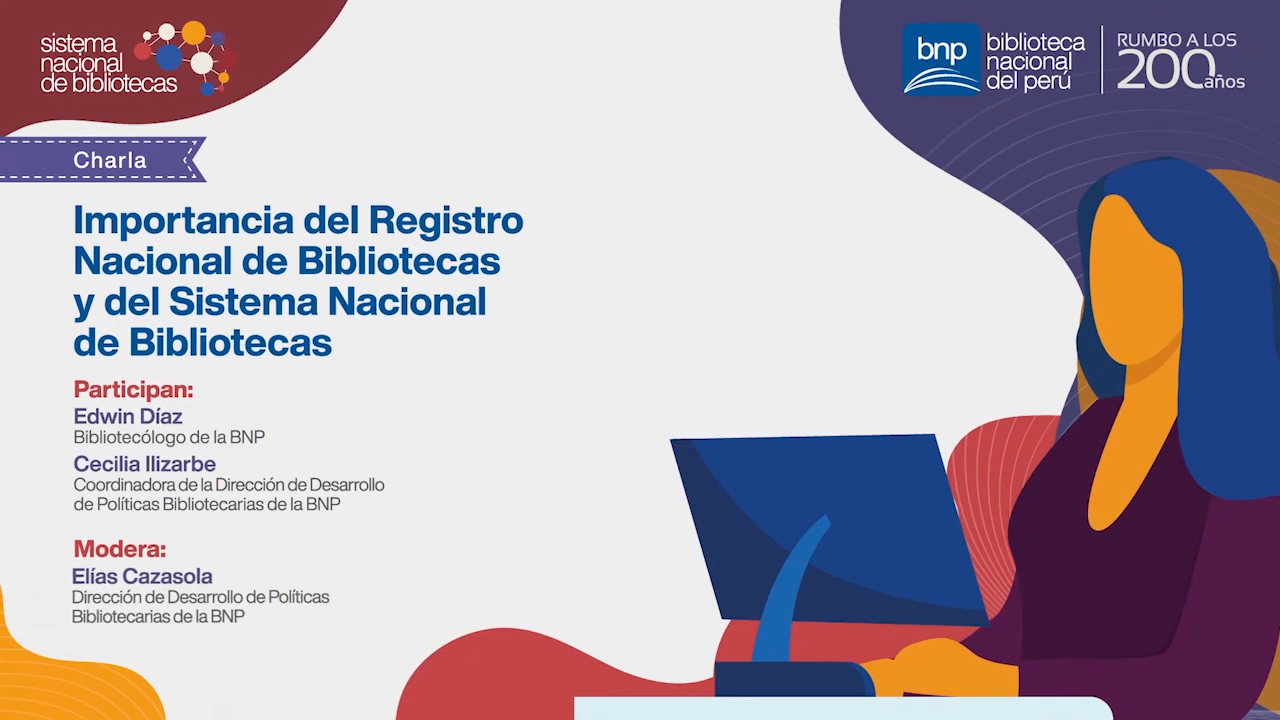 sistema
nacional
de bibliotecas
bnp
biblioteca
nacional
del perú
RUMBO A LOS
200 años
Charla
Importancia del Registro
Nacional de Bibliotecas
y del Sistema Nacional
de Bibliotecas
Participan:
Edwin Díaz
Bibliotecólogo de la BNP
Cecilia Ilizarbe
Coordinadora de la Dirección de Desarrollo
de Políticas Bibliotecarias de la BNP
Modera:
Elías Cazasola
Dirección de Desarrollo de Políticas
Bibliotecarias de la BNP